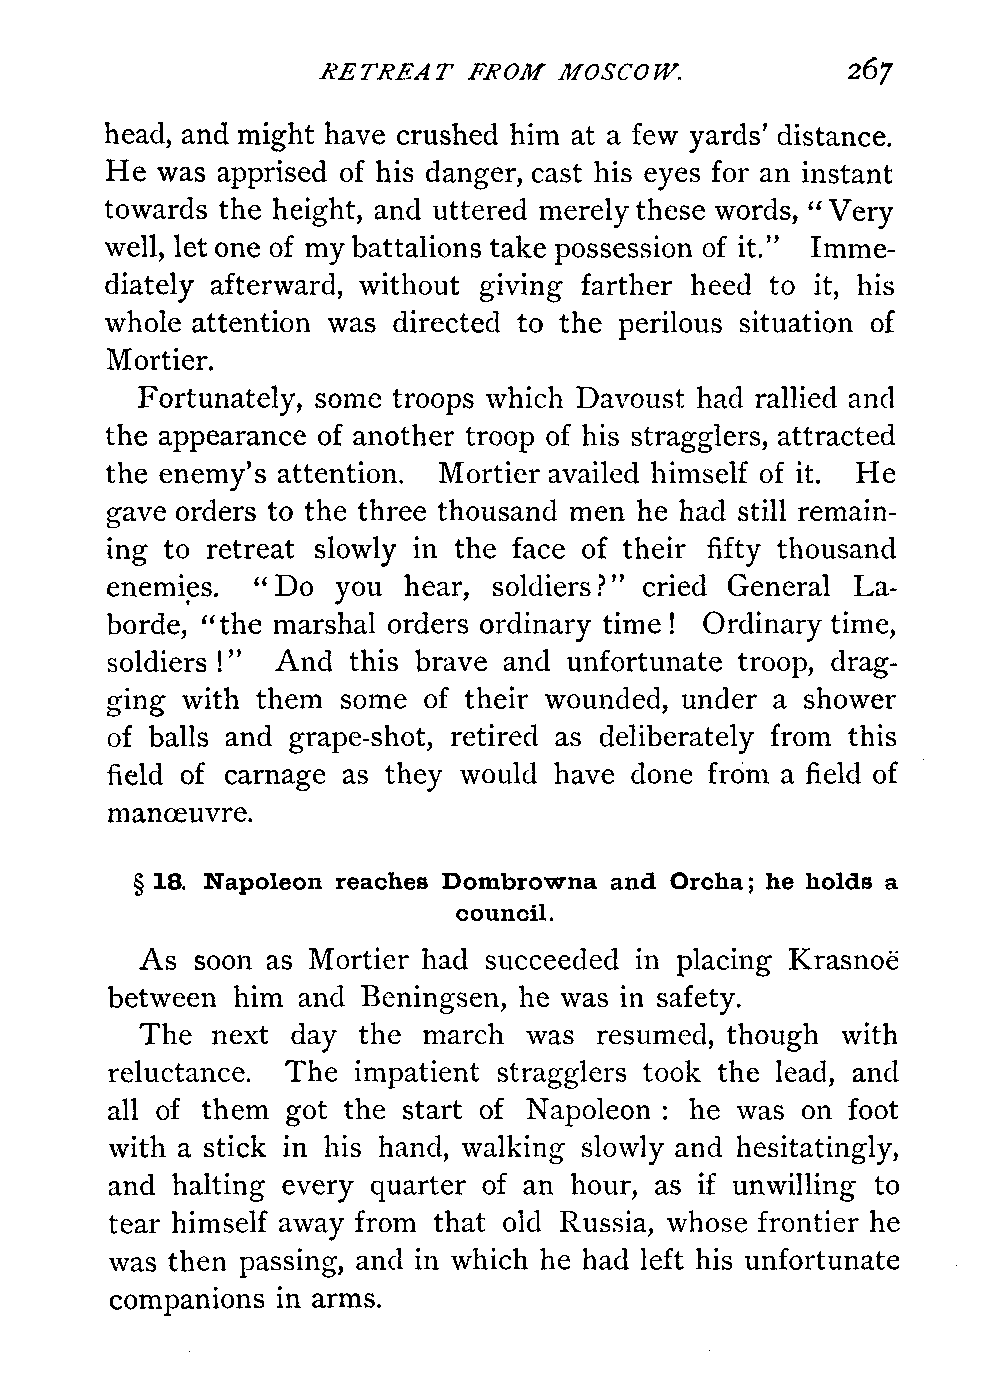 RETREAT FROM MOSCOW. 267
head, and might have crushed him at a few yards' distance.
He was apprised of his danger, cast his eyes for an instant
towards the height, and uttered merely these words, “Very
well, let one of my battalions take possession of it.” Imme-
diately afterward, without giving farther heed to it, his
whole attention was directed to the perilous situation of
Mortier.
Fortunately, some troops which Davoust had rallied and
the appearance of another troop of his stragglers, attracted
the enemy's attention. Mortier availed himself of it. He
gave orders to the three thousand men he had still remain-
ing to retreat slowly in the face of their fifty thousand
enemies. “Do you hear, soldiers?” cried General La-
borde, “the marshal orders ordinary time! Ordinary time,
soldiers!” And this brave and unfortunate troop, drag-
ging with them some of their wounded, under a shower
of balls and grape-shot, retired as deliberately from this
field of carnage as they would have done from a field of
manœuvre.
§ 18. Napoleon reaches Dombrowna and Orcha; he holds a
council.
As soon as Mortier had succeeded in placing Krasnoë
between him and Beningsen, he was in safety.
The next day the march was resumed, though with
reluctance. The impatient stragglers took the lead, and
all of them got the start of Napoleon : he was on foot
with a stick in his hand, walking slowly and hesitatingly,
and halting every quarter of an hour, as if unwilling to
tear himself away from that old Russia, whose frontier he
was then passing, and in which he had left his unfortunate
companions in arms.